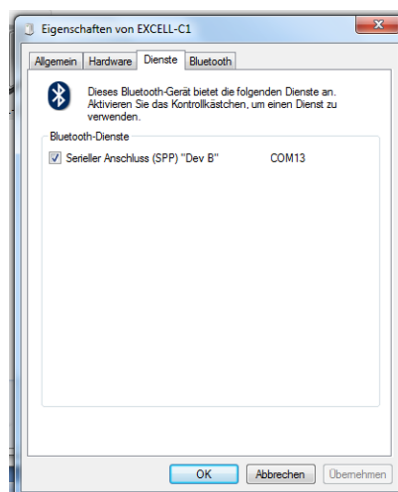 Eigenschaften von EXCELL-C1
Allgemein Hardware Dienste Bluetooth
Dieses Bluetooth-Gerät bietet die folgenden Dienste an.
Aktivieren Sie das Kontrollkästchen, um einen Dienst zu
verwenden.
Bluetooth-Dienste
Serieller Anschluss (SPP) "Dev B" COM13
OK Abbrechen Übernehmen